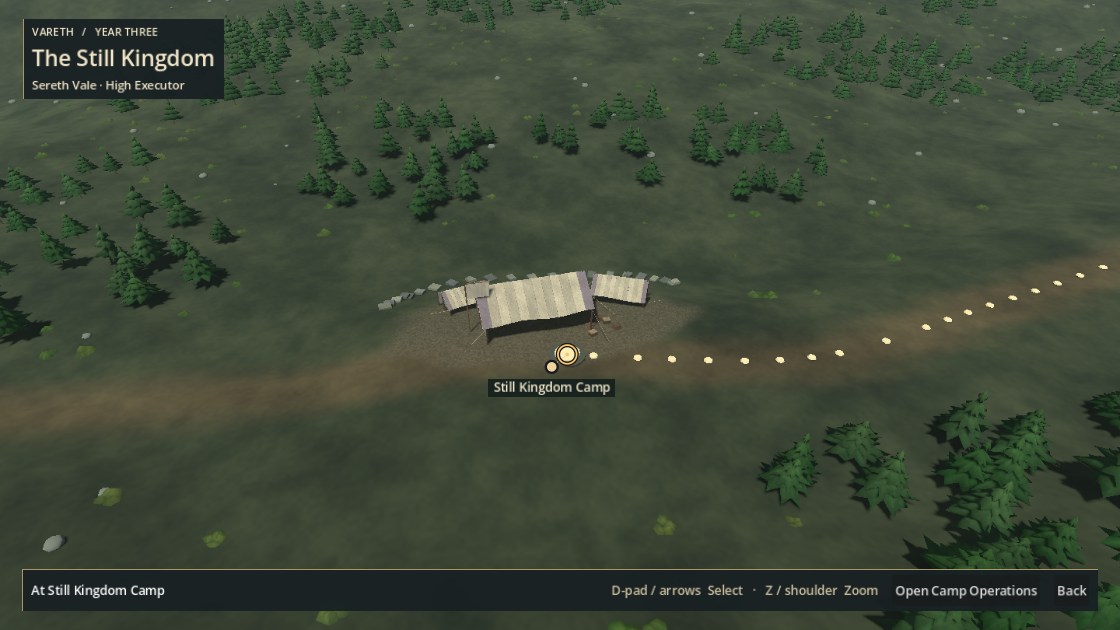 VARETH / YEAR THREE
The Still Kingdom
Sereth Vale · High Executor
Still Kingdom Camp
At Still Kingdom Camp
D-pad / arrows Select · Z / shoulder Zoom Open Camp Operations Back